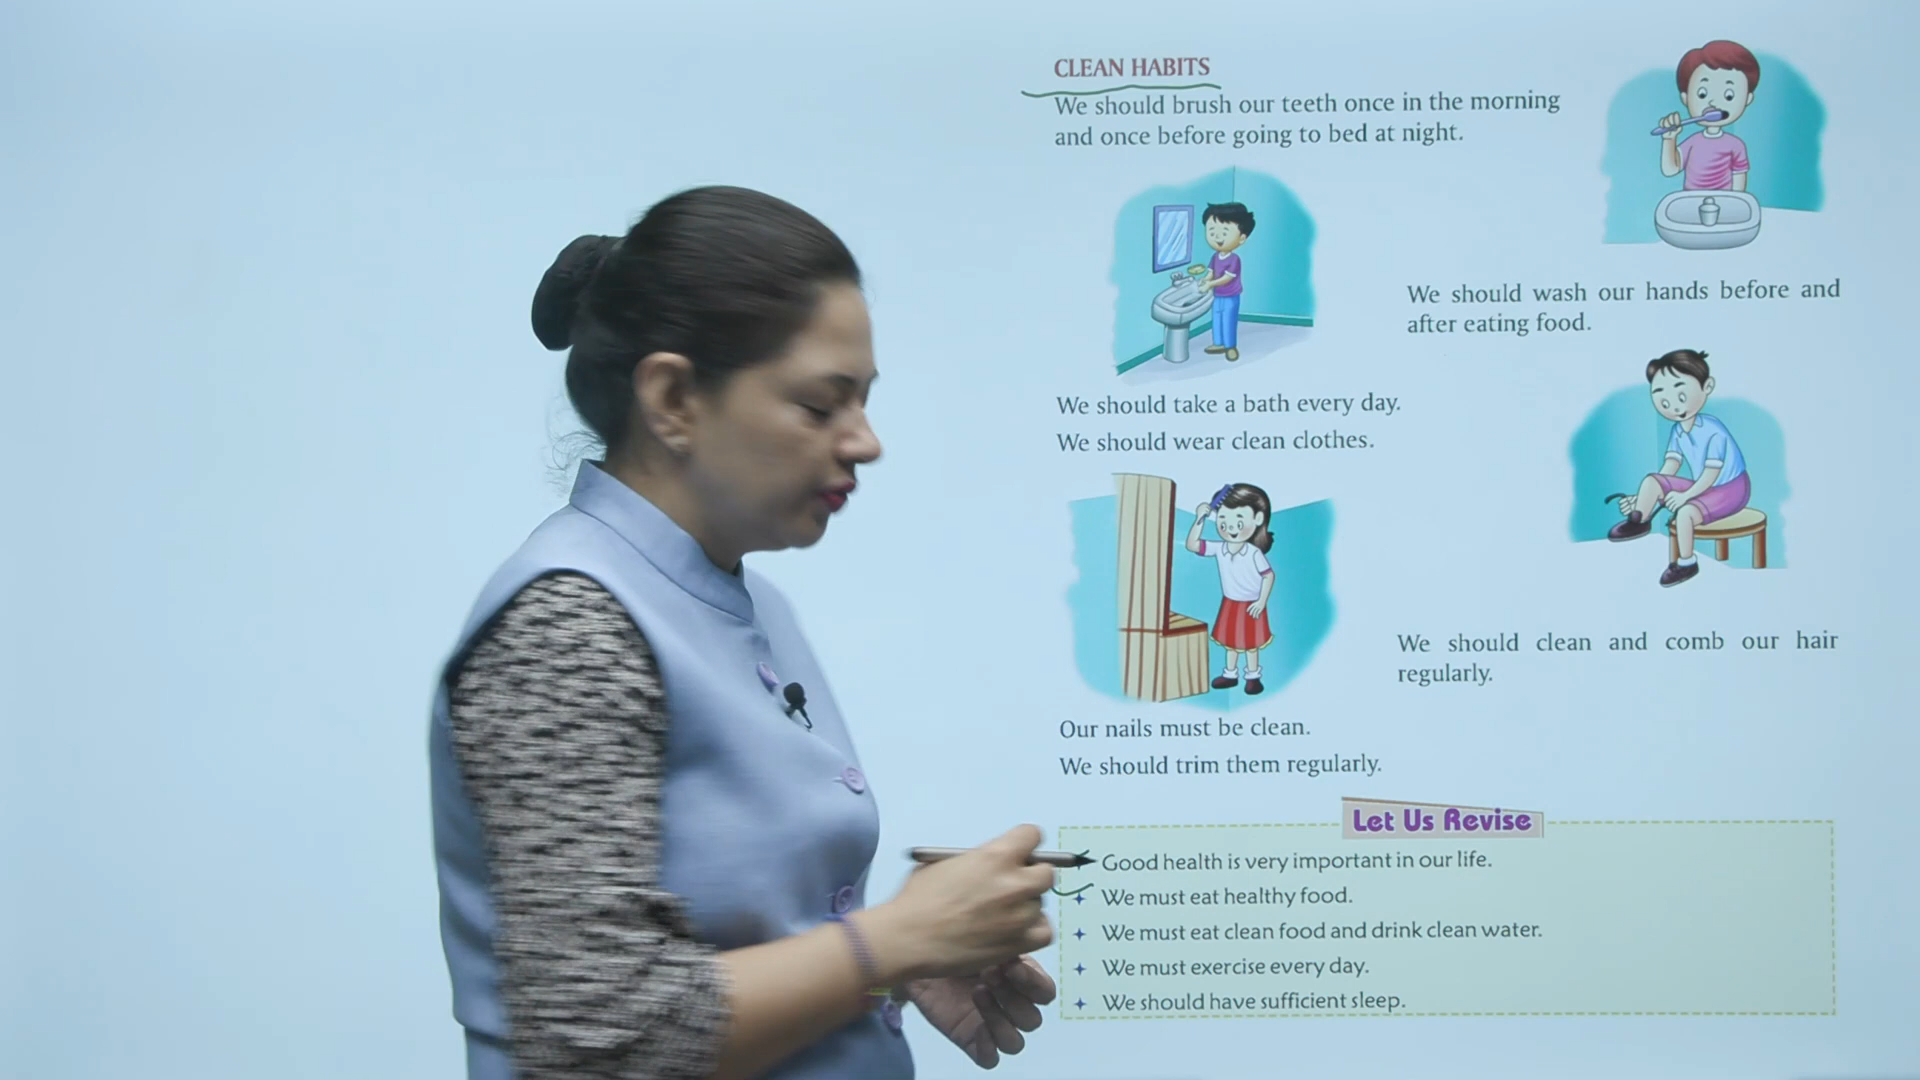 CLEAN HABITS
We should brush our teeth once in the morning
and once before going to bed at night.
We should wash our hands before and
after eating food.
We should take a bath every day.
We should wear clean clothes.
We should clean and comb our hair
regularly.
Our nails must be clean.
We should trim them regularly.
Let Us Revise
Good health is very important in our life.
We must eat healthy food.
We must eat clean food and drink clean water.
We must exercise every day.
We should have sufficient sleep.